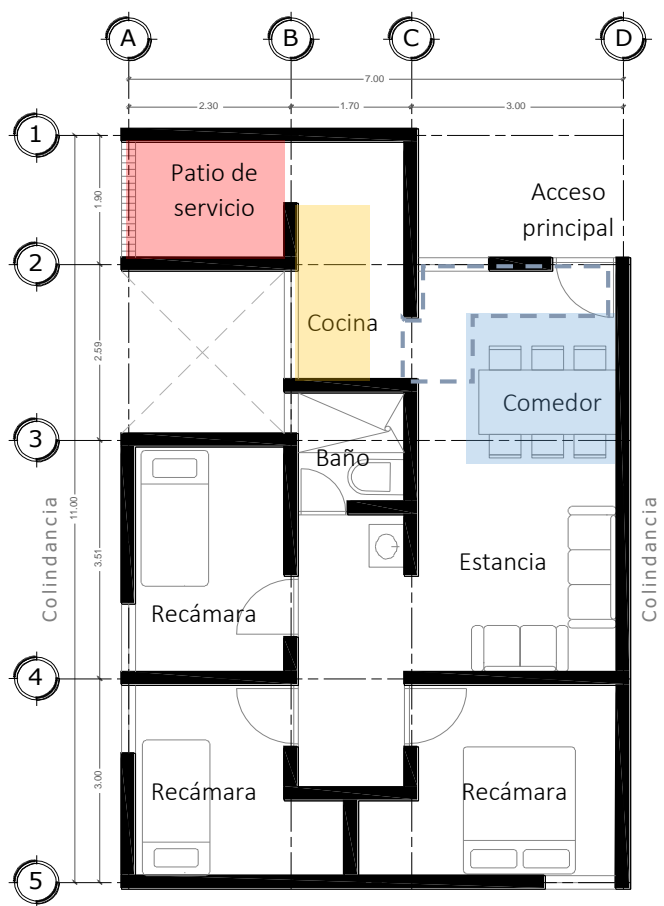 A
B
C
D
7.00
2.30
1.70
3.00
1
Patio de
servicio
Acceso
principal
1.90
2
Cocina
2.59
Comedor
3
Baño
Colindancia
11.00
Colindancia
3.51
Estancia
Recámara
4
Recámara
Recámara
3.00
5